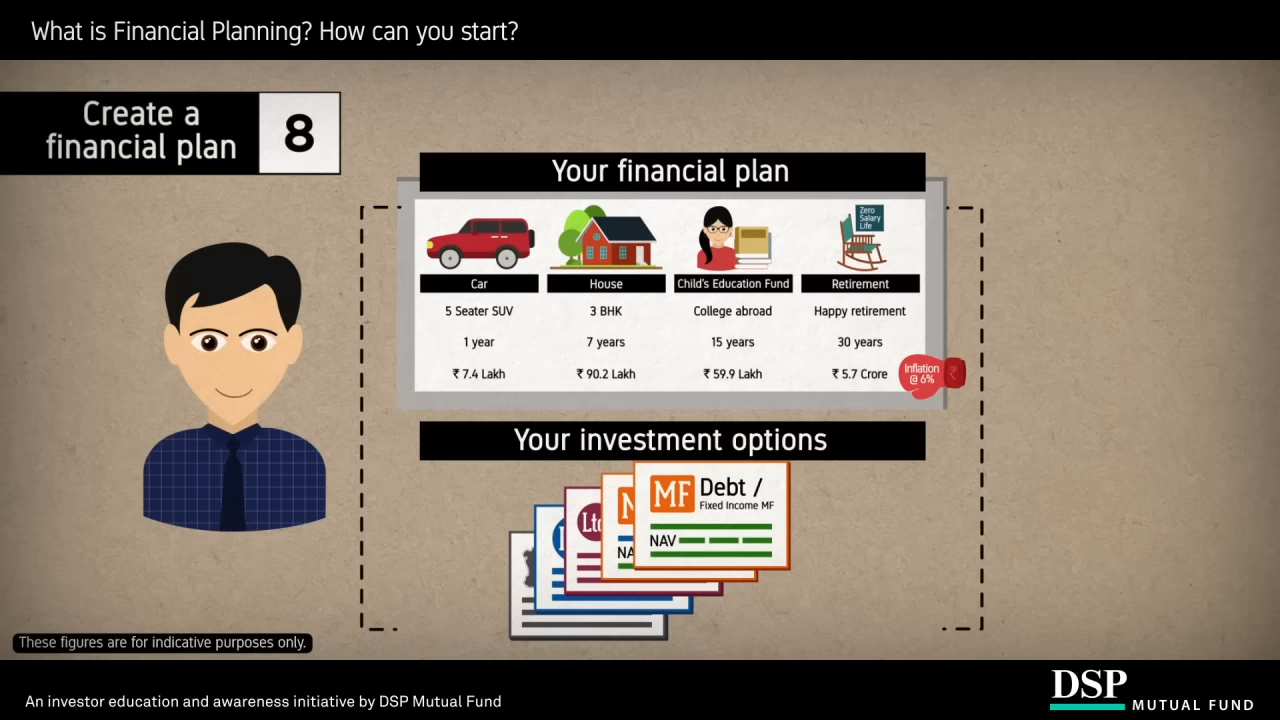 What is Financial Planning? How can you start?
Create a
financial plan
8
Your financial plan
Zero
Salary
Life
Car
House
Child's Education Fund
Retirement
5 Seater SUV
3 BHK
College abroad
Happy retirement
1 year
7 years
15 years
30 years
₹ 7.4 Lakh
₹ 90.2 Lakh
₹ 59.9 Lakh
₹ 5.7 Crore
Inflation
@ 6%
₹
Your investment options
MF
Debt /
Fixed Income MF
NAV
These figures are for indicative purposes only.
An investor education and awareness initiative by DSP Mutual Fund
DSP
MUTUAL FUND